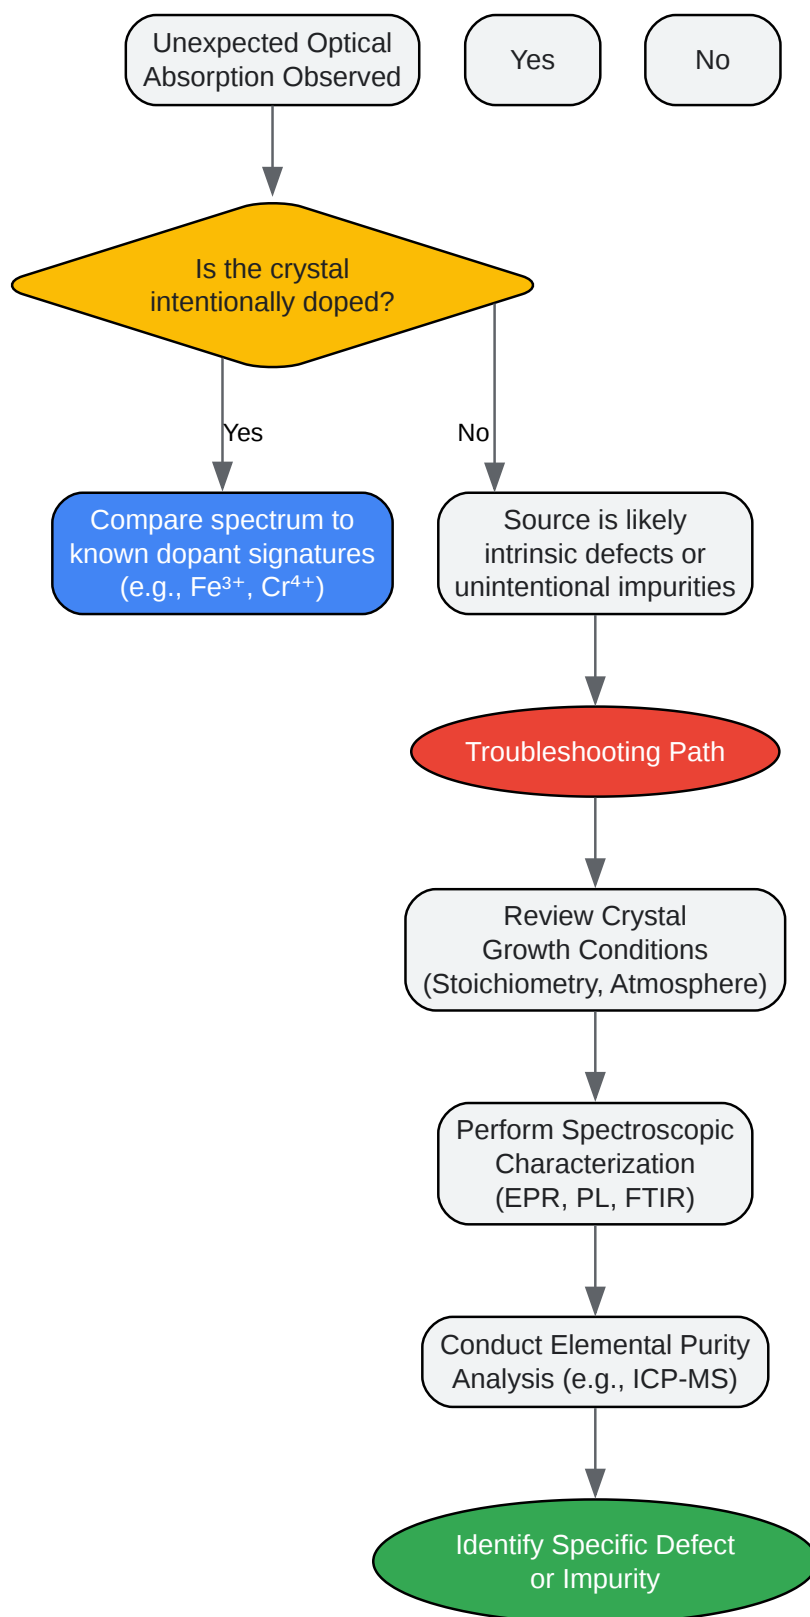 Unexpected Optical
Absorption Observed
Yes
No
Is the crystal
intentionally doped?
Yes
No
Compare spectrum to
known dopant signatures
(e.g., Fe³⁺, Cr⁴⁺)
Source is likely
intrinsic defects or
unintentional impurities
Troubleshooting Path
Review Crystal
Growth Conditions
(Stoichiometry, Atmosphere)
Perform Spectroscopic
Characterization
(EPR, PL, FTIR)
Conduct Elemental Purity
Analysis (e.g., ICP-MS)
Identify Specific Defect
or Impurity